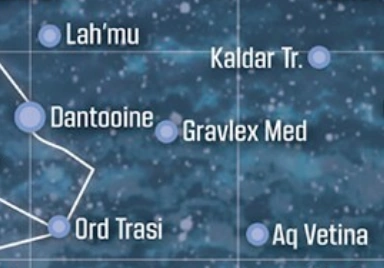 Lah'mu
Kaldar Tr.
Dantooine
Gravlex Med
Ord Trasi
Aq Vetina